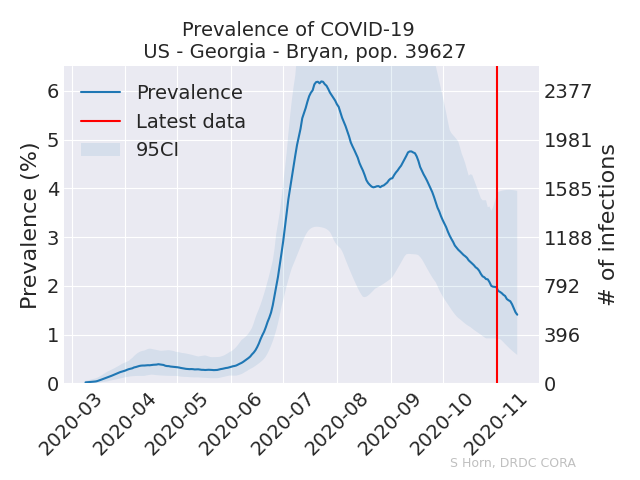 Prevalence of COVID-19
US - Georgia - Bryan, pop. 39627
Prevalence
Latest data
95CI
Prevalence (%)
6
5
4
3
2
1
0
2377
1981
1585
1188
792
396
0
# of infections
2020-03
2020-04
2020-05
2020-06
2020-07
2020-08
2020-09
2020-10
2020-11
S Horn, DRDC CORA